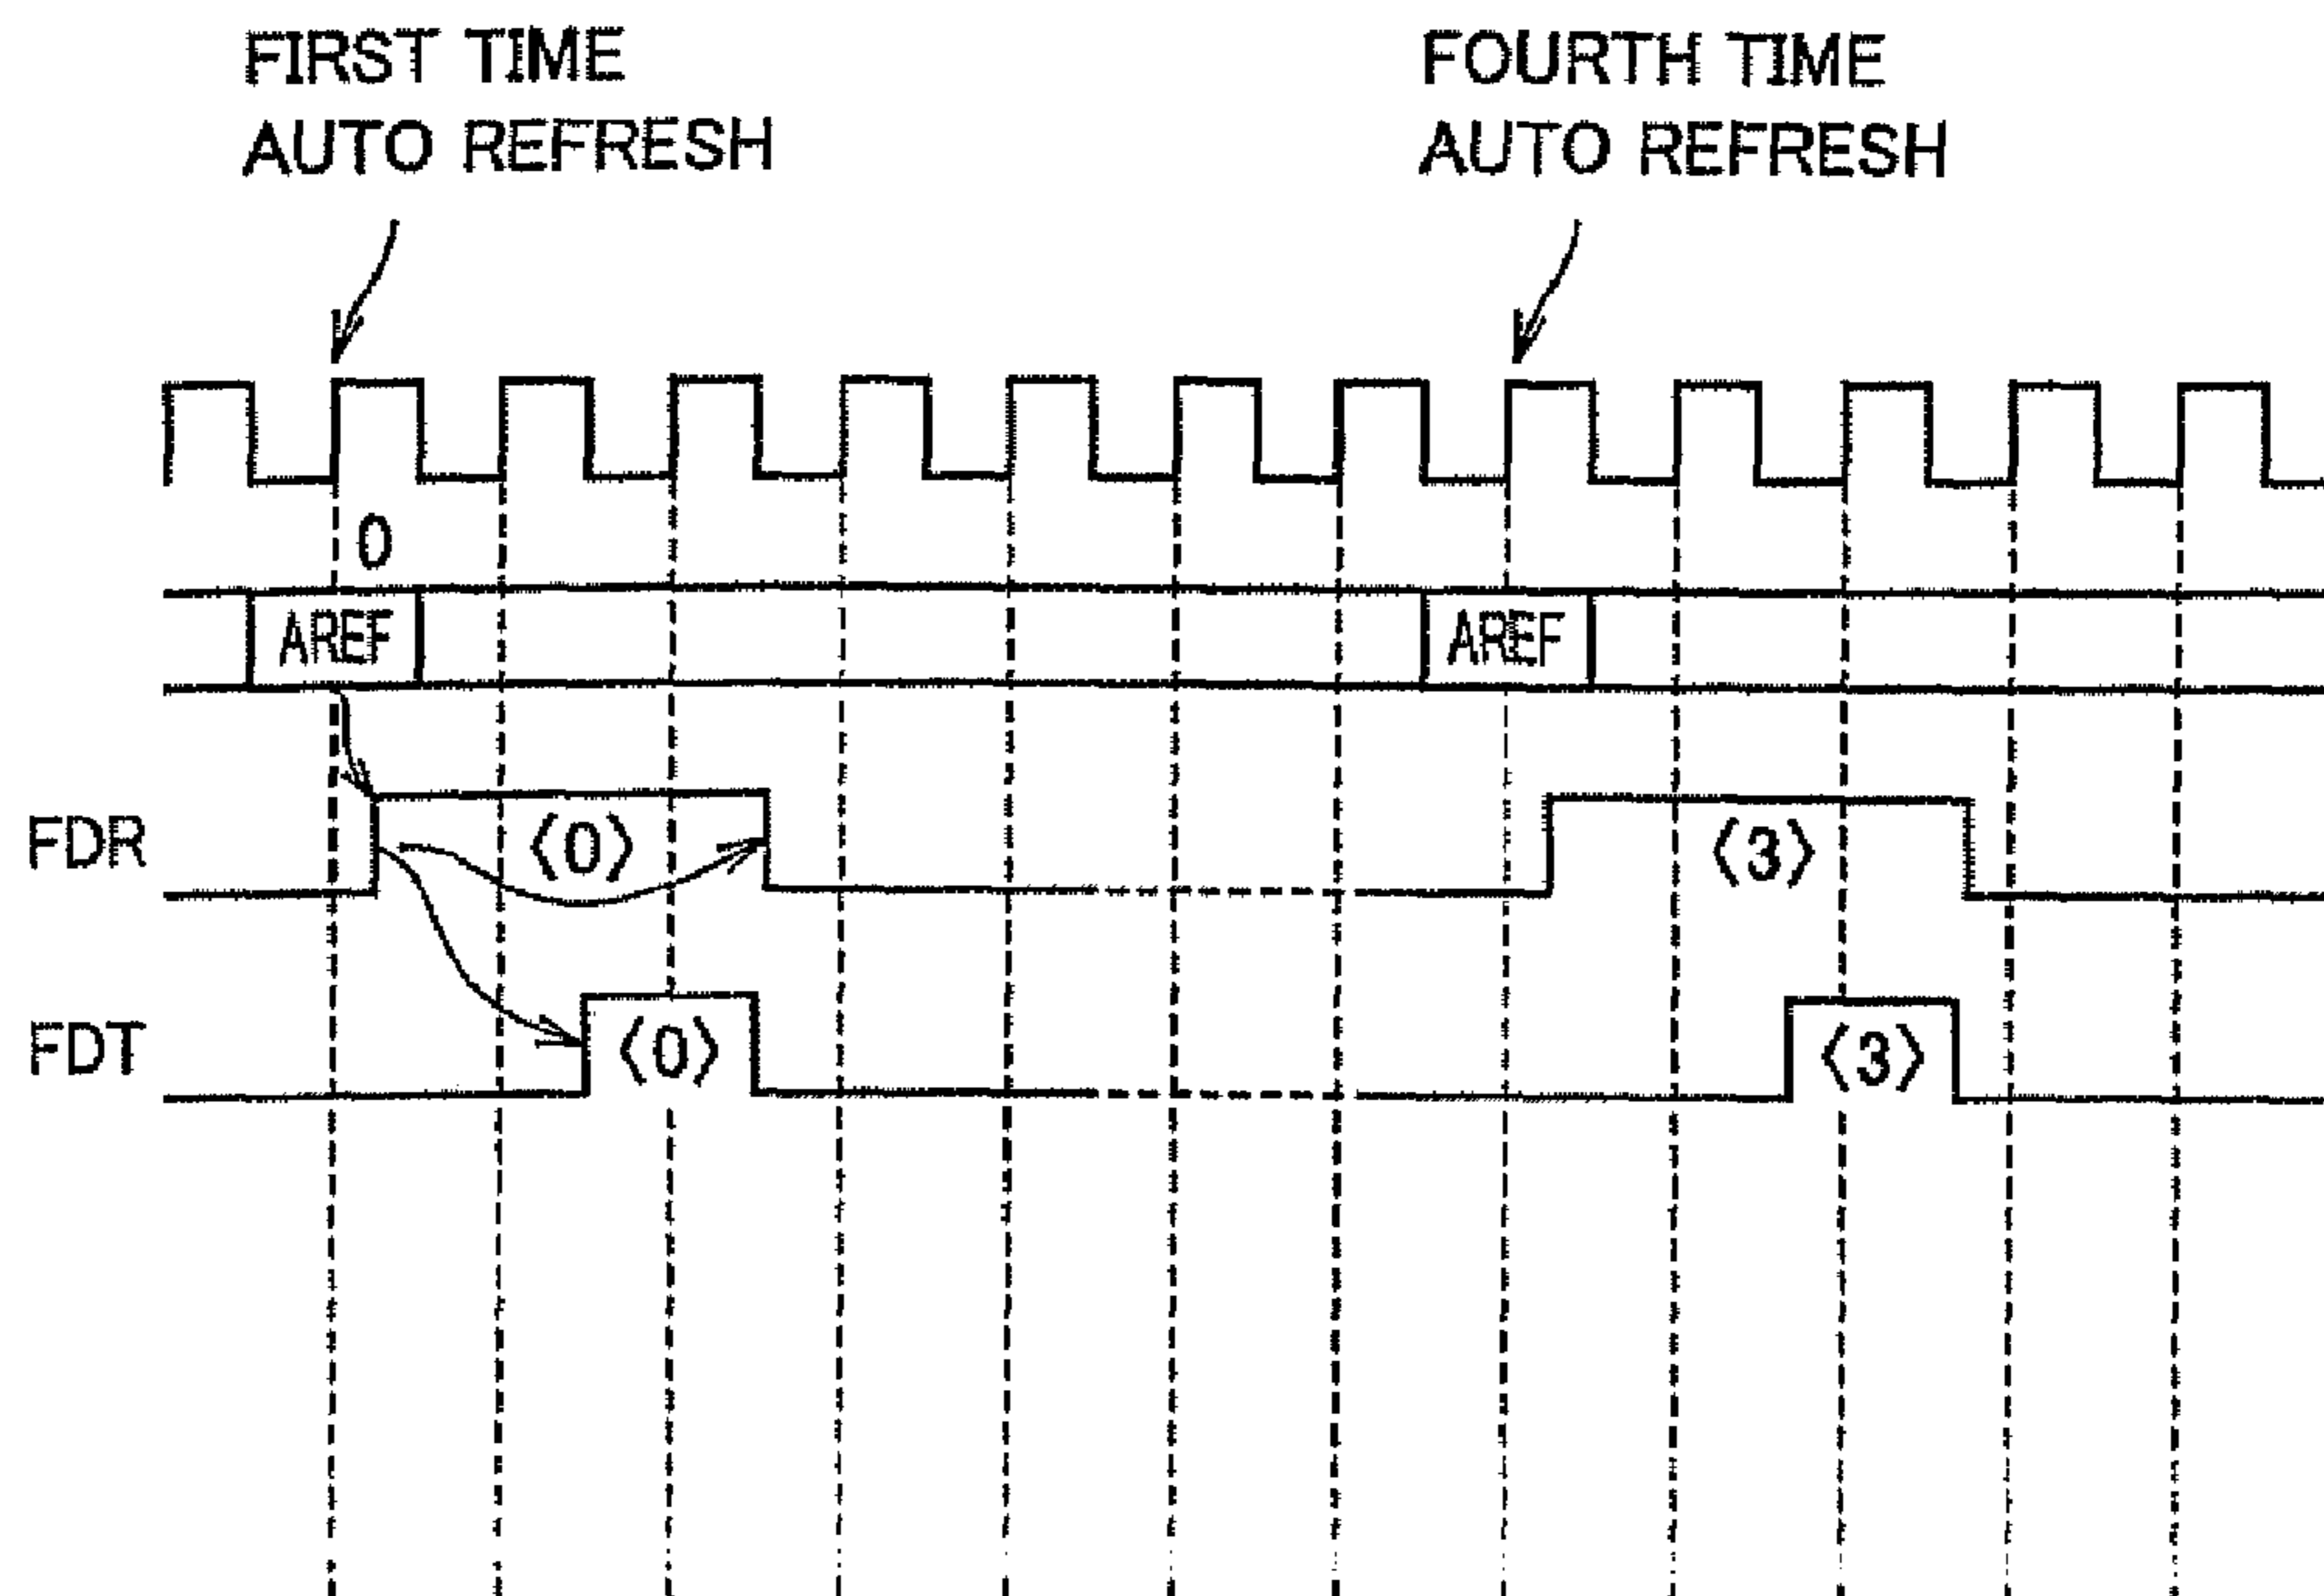 FIRST TIME
AUTO REFRESH
FOURTH TIME
AUTO REFRESH
0
AREF
AREF
FDR
⟨0⟩
⟨3⟩
FDT
⟨0⟩
⟨3⟩